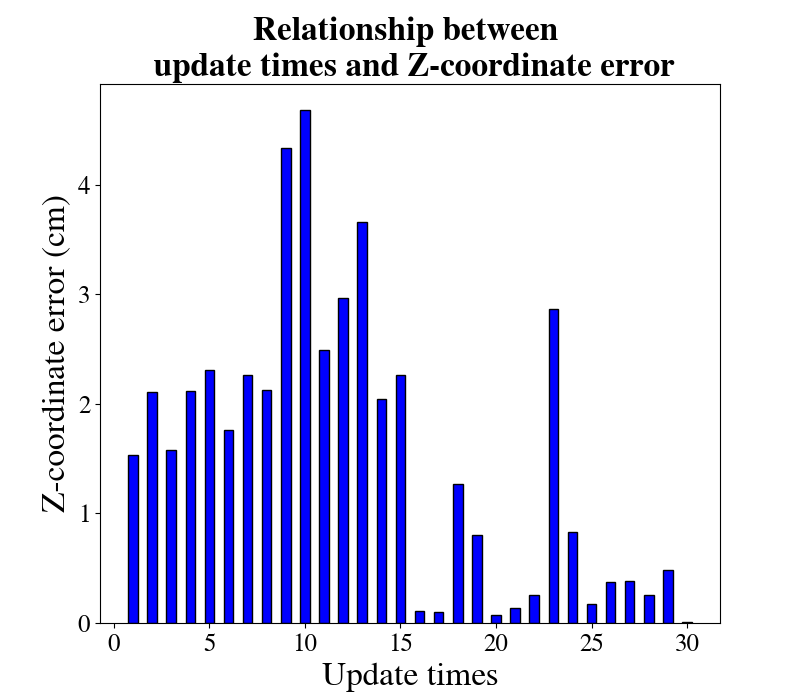 Relationship between
update times and Z-coordinate error
Z-coordinate error (cm)
4
3
2
1
0
0 5 10 15 20 25 30
Update times